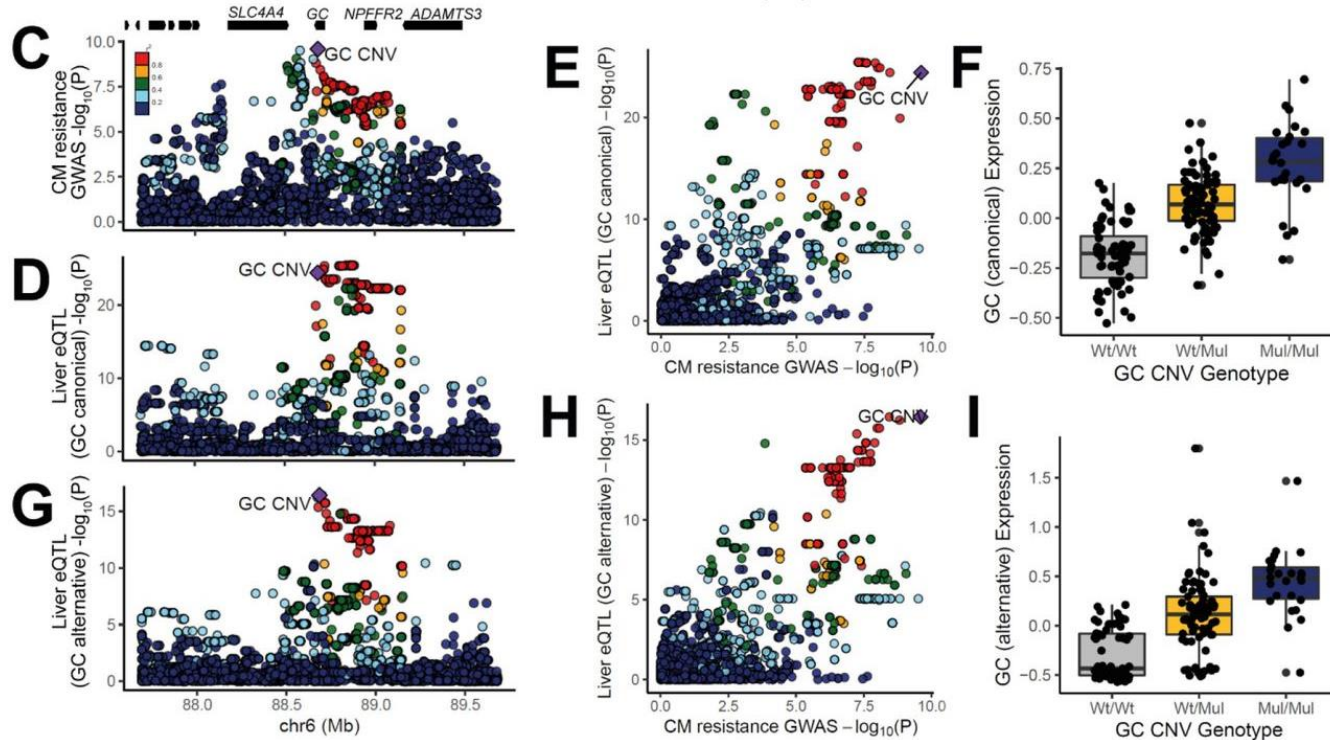 C
SLC4A4 GC NPFFR2 ADAMTS3
CM resistance
GWAS -log10(P)
10.0
7.5
5.0
2.5
0.0
r²
0.8
0.6
0.4
0.2
GC CNV
D
Liver eQTL
(GC canonical) -log10(P)
20
10
0
GC CNV
G
Liver eQTL
(GC alternative) -log10(P)
15
10
5
0
GC CNV
88.0 88.5 89.0 89.5
chr6 (Mb)
E
Liver eQTL (GC canonical) −log10(P)
20
10
0
GC CNV
0.0 2.5 5.0 7.5 10.0
CM resistance GWAS −log10(P)
H
Liver eQTL (GC alternative) −log10(P)
15
10
5
0
GC CNV
0.0 2.5 5.0 7.5 10.0
CM resistance GWAS −log10(P)
F
GC (canonical) Expression
0.75
0.50
0.25
0.00
−0.25
−0.50
Wt/Wt Wt/Mul Mul/Mul
GC CNV Genotype
I
GC (alternative) Expression
1.5
1.0
0.5
0.0
−0.5
Wt/Wt Wt/Mul Mul/Mul
GC CNV Genotype